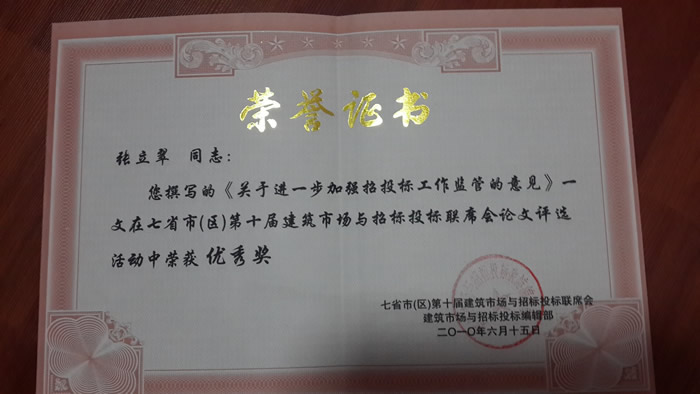 荣誉证书
张立翠 同志:
您撰写的《关于进一步加强招投标工作监管的意见》一
文在七省市(区)第十届建筑市场与招标投标联席会论文评选
活动中荣获 优秀奖
七省市(区)第十届建筑市场与招标投标联席会
建筑市场与招标投标编辑部
二〇一〇年六月十五日